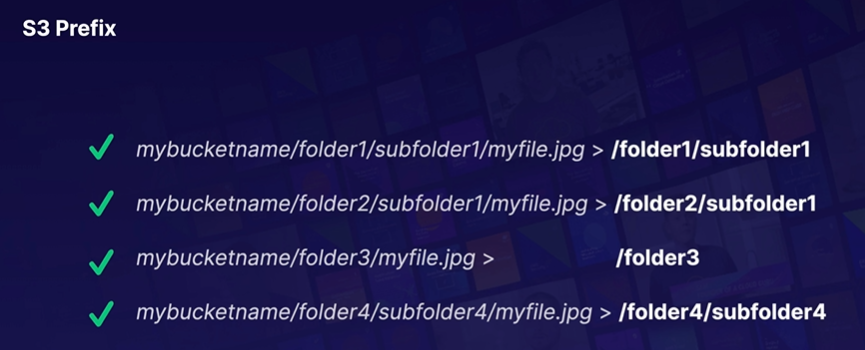 S3 Prefix
mybucketname/folder1/subfolder1/myfile.jpg > /folder1/subfolder1
mybucketname/folder2/subfolder1/myfile.jpg > /folder2/subfolder1
mybucketname/folder3/myfile.jpg > /folder3
mybucketname/folder4/subfolder4/myfile.jpg > /folder4/subfolder4